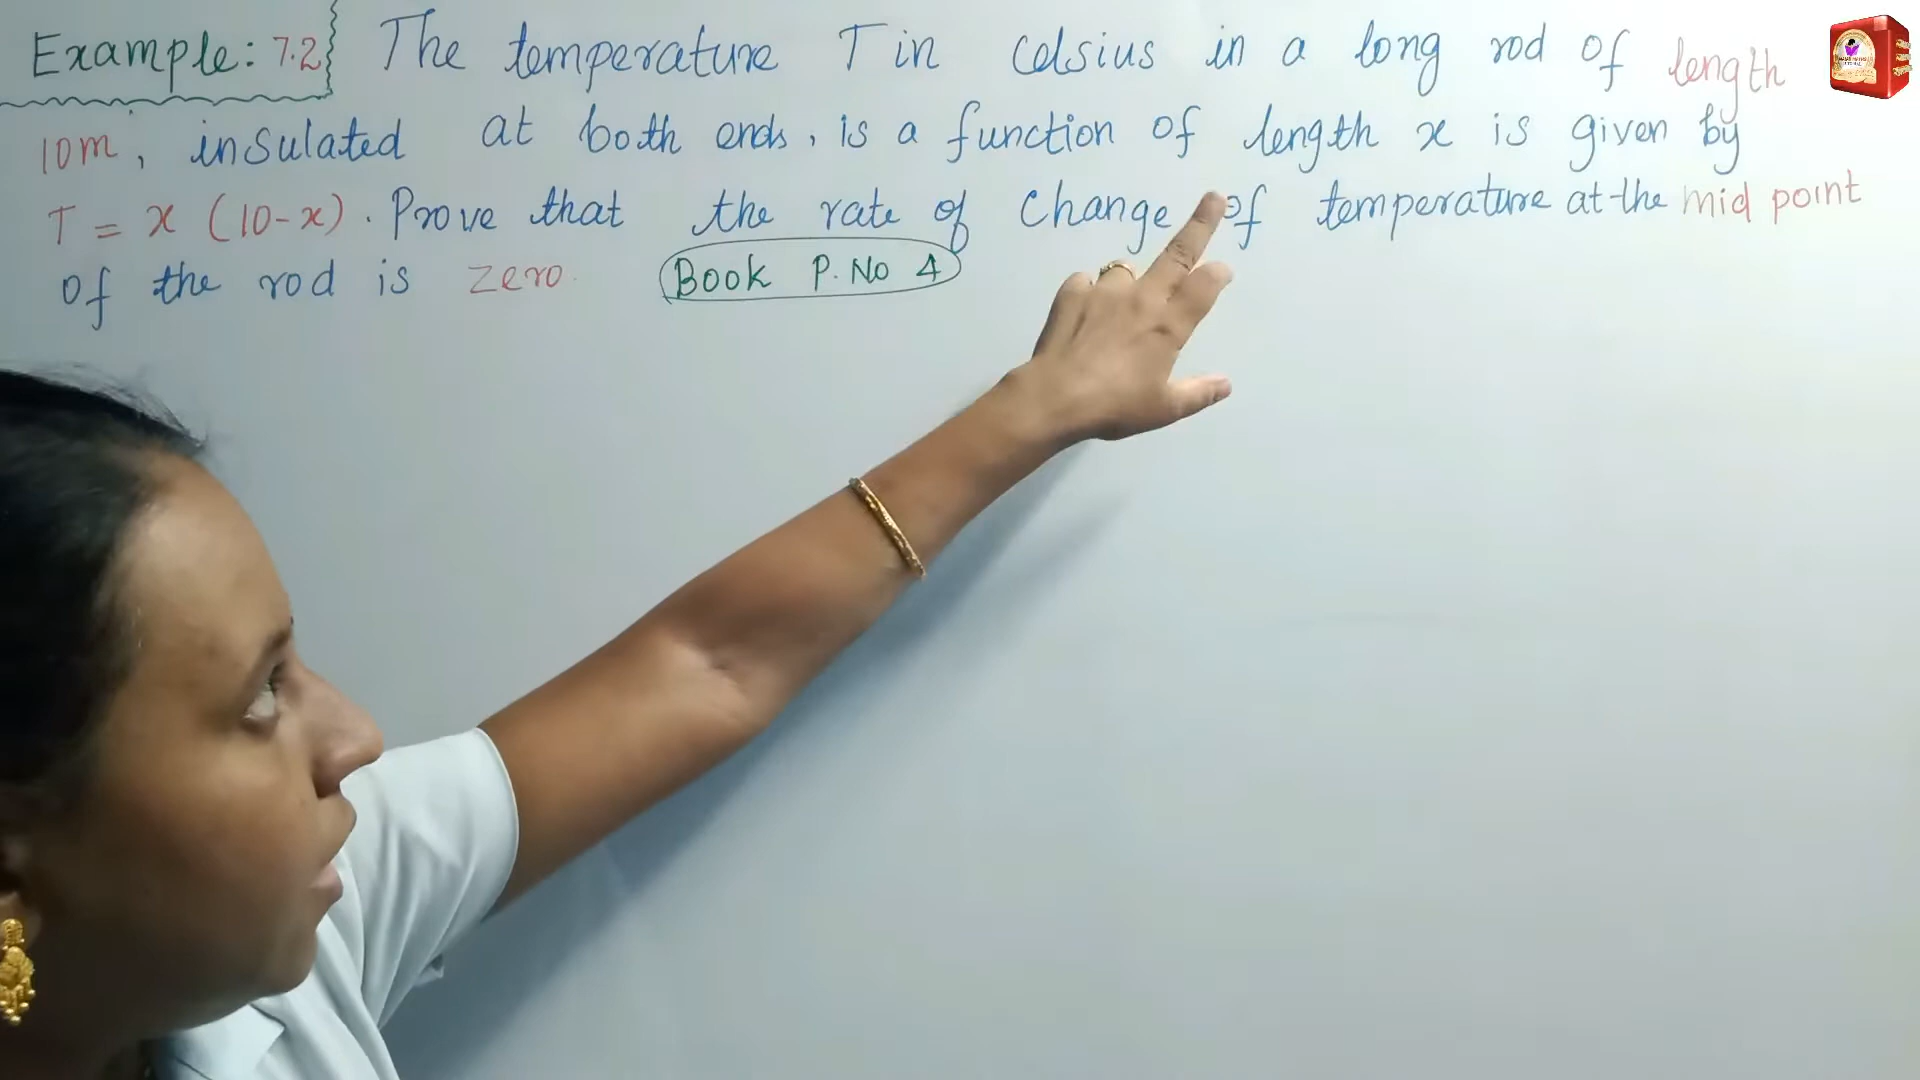 Example: 7.2 The temperature T in Celsius in a long rod of length
10m, insulated at both ends, is a function of length x is given by
T = x (10-x). Prove that the rate of Change of temperature at the mid point
of the rod is zero. Book P. No 4